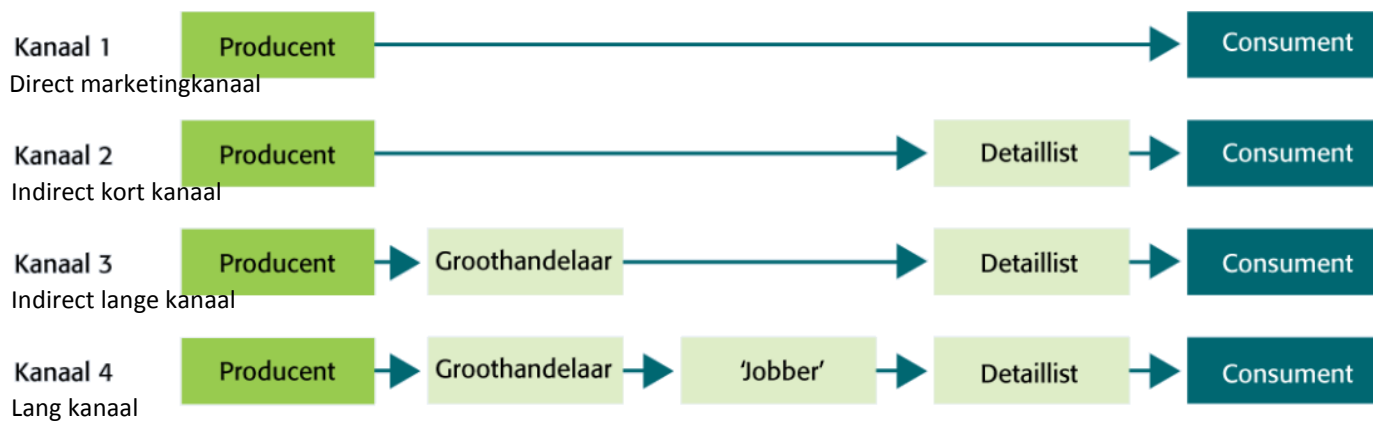 Kanaal 1 Producent Consument
Direct marketingkanaal
Kanaal 2 Producent Detaillist Consument
Indirect kort kanaal
Kanaal 3 Producent Groothandelaar Detaillist Consument
Indirect lange kanaal
Kanaal 4 Producent Groothandelaar 'Jobber' Detaillist Consument
Lang kanaal